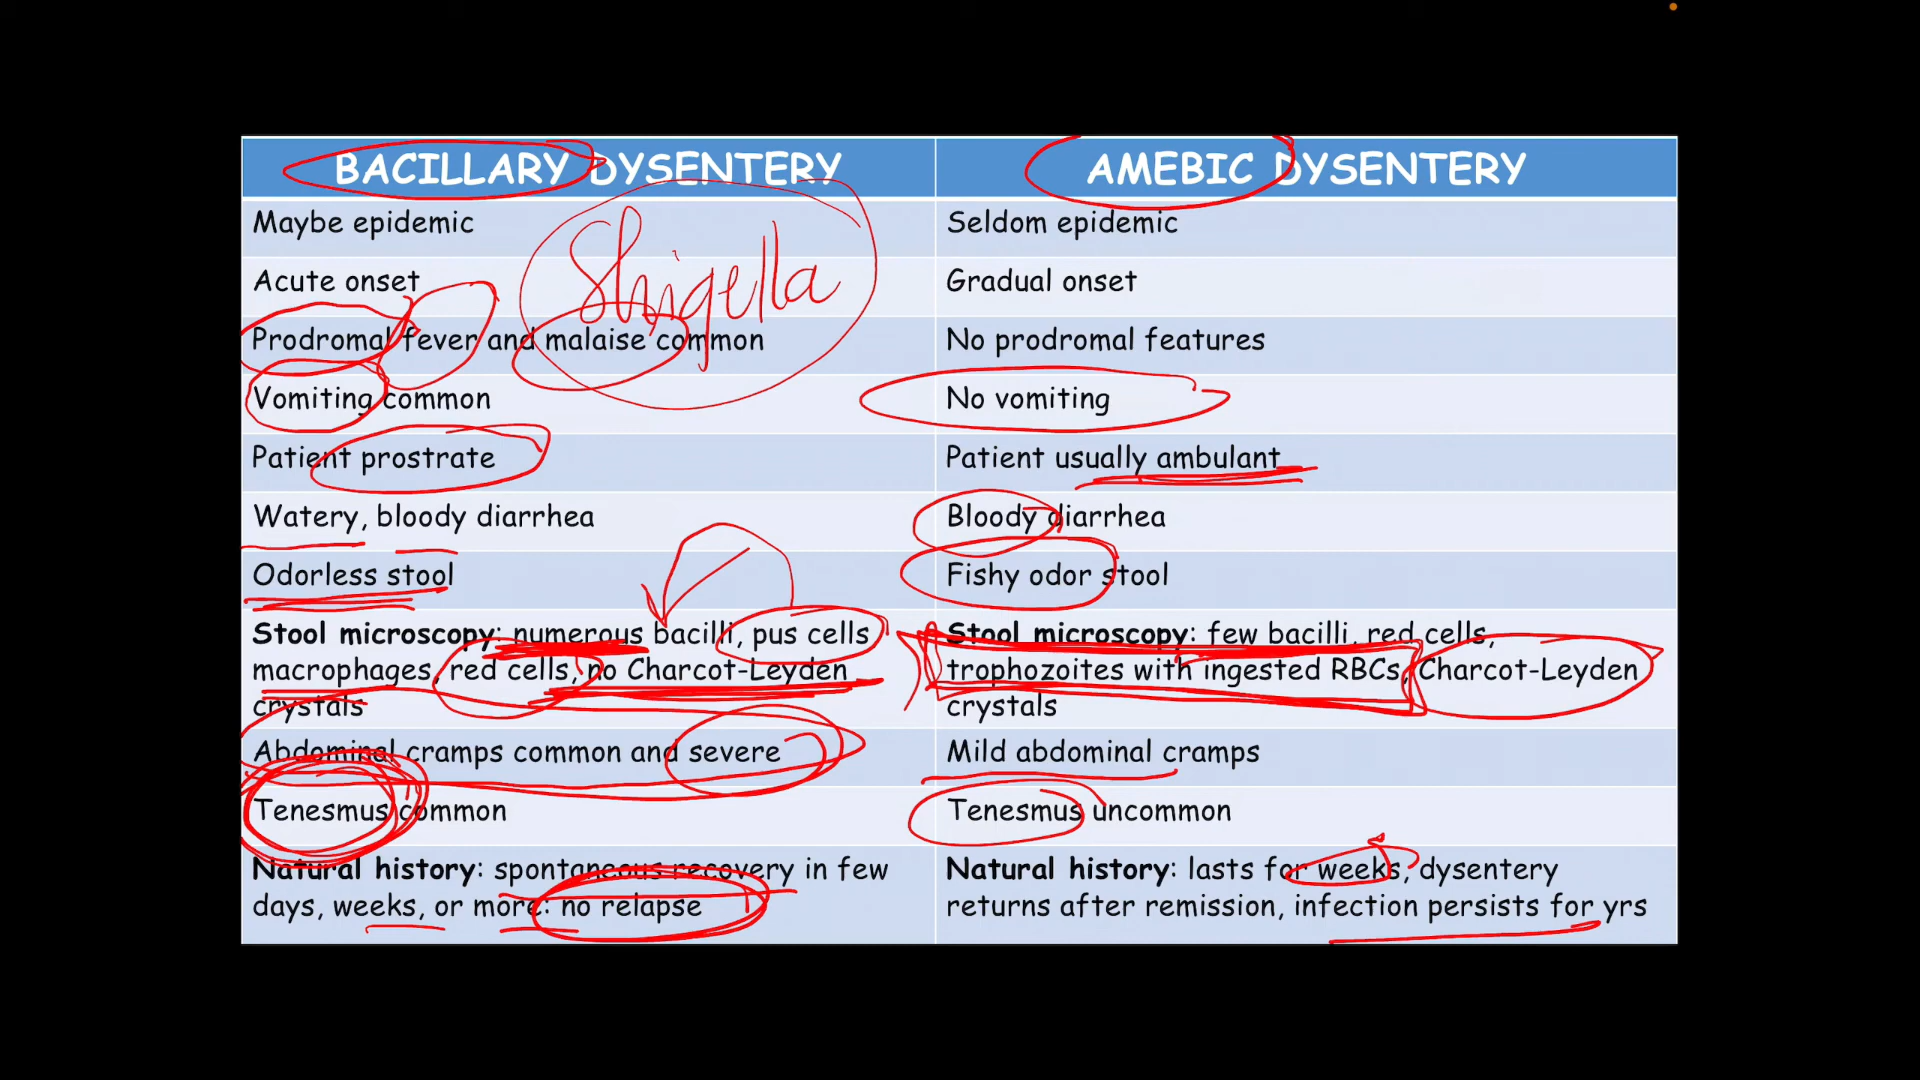 BACILLARY DYSENTERY
AMEBIC DYSENTERY
Maybe epidemic
Seldom epidemic
Shigella
Acute onset
Gradual onset
Prodromal fever and malaise common
No prodromal features
Vomiting common
No vomiting
Patient prostrate
Patient usually ambulant
Watery, bloody diarrhea
Bloody diarrhea
Odorless stool
Fishy odor stool
Stool microscopy: numerous bacilli, pus cells
macrophages, red cells, no Charcot-Leyden
crystals
Stool microscopy: few bacilli, red cells,
trophozoites with ingested RBCs, Charcot-Leyden
crystals
Abdominal cramps common and severe
Mild abdominal cramps
Tenesmus common
Tenesmus uncommon
Natural history: spontaneous recovery in few
days, weeks, or more: no relapse
Natural history: lasts for weeks, dysentery
returns after remission, infection persists for yrs